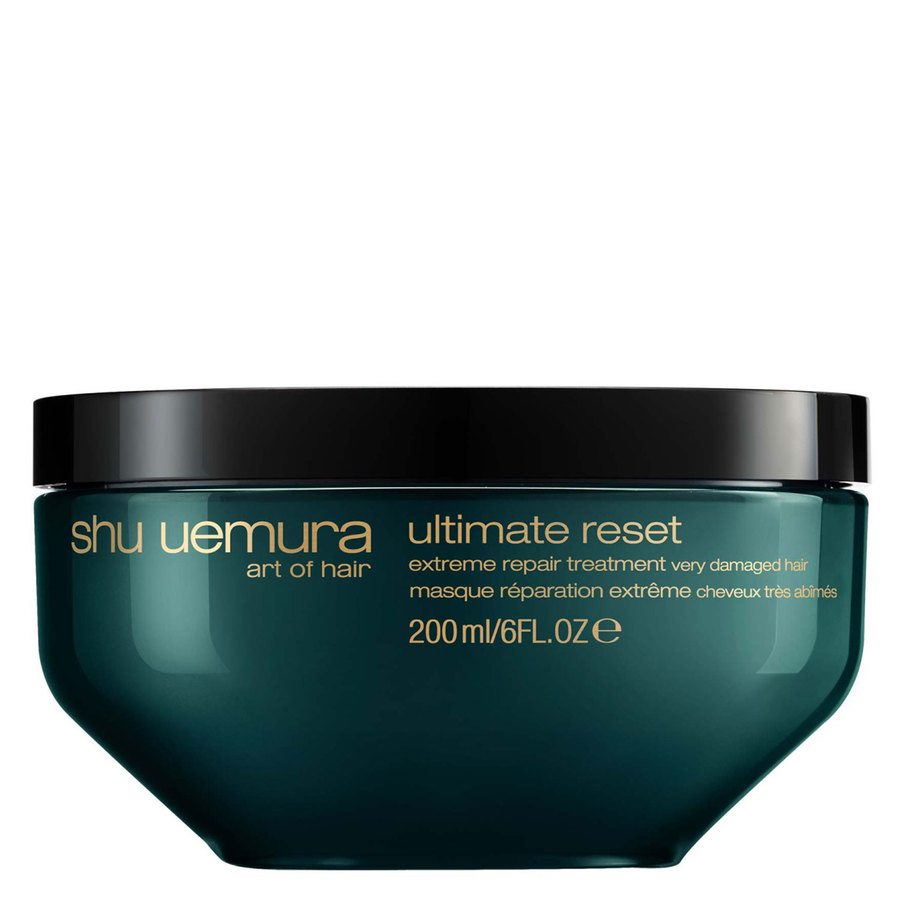 shu uemura
art of hair
ultimate reset
extreme repair treatment very damaged hair
masque réparation extrême cheveux très abîmés
200 ml/6FL.OZ℮